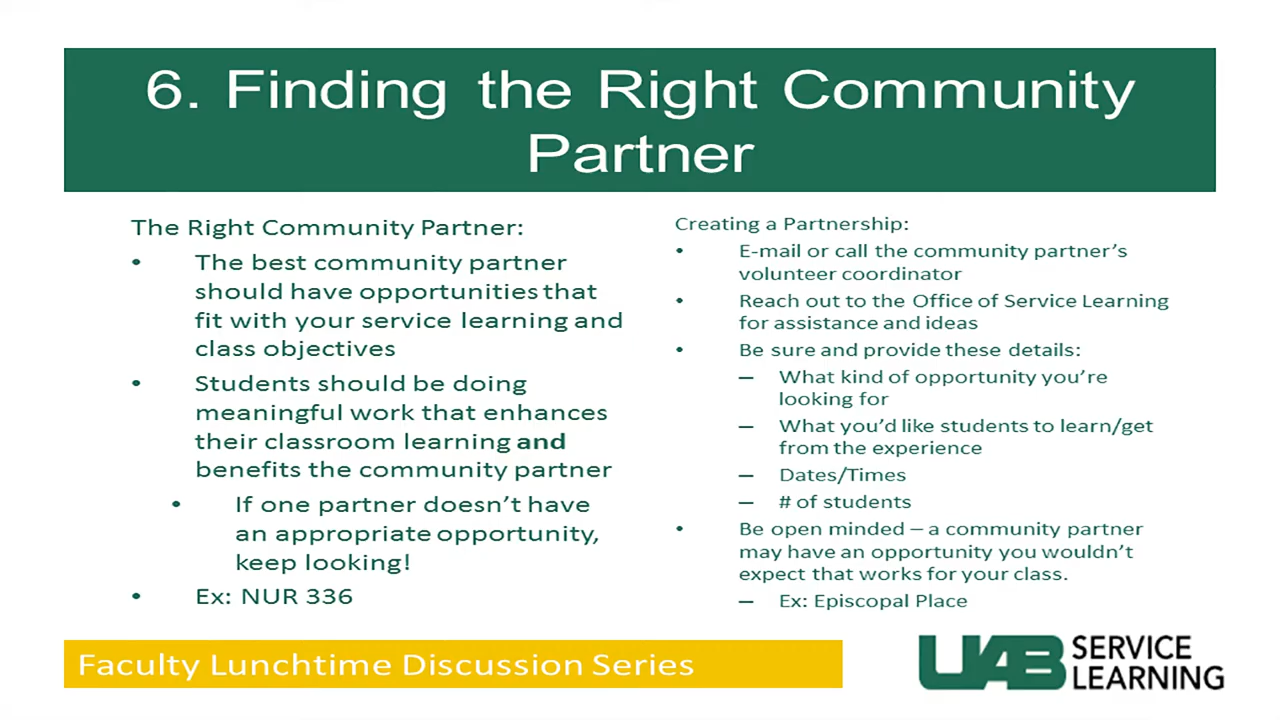 6. Finding the Right Community
Partner
The Right Community Partner:
• The best community partner
should have opportunities that
fit with your service learning and
class objectives
• Students should be doing
meaningful work that enhances
their classroom learning and
benefits the community partner
• If one partner doesn't have
an appropriate opportunity,
keep looking!
• Ex: NUR 336
Creating a Partnership:
• E-mail or call the community partner's
volunteer coordinator
• Reach out to the Office of Service Learning
for assistance and ideas
• Be sure and provide these details:
– What kind of opportunity you're
looking for
– What you'd like students to learn/get
from the experience
– Dates/Times
– # of students
• Be open minded – a community partner
may have an opportunity you wouldn't
expect that works for your class.
– Ex: Episcopal Place
Faculty Lunchtime Discussion Series
UAB SERVICE
LEARNING